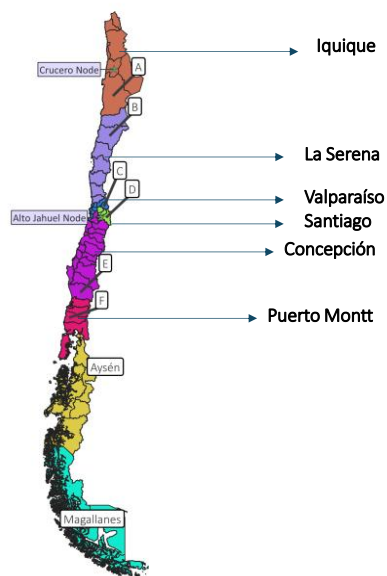 Iquique
Crucero Node
A
B
La Serena
C
Valparaíso
D
Alto Jahuel Node
Santiago
Concepción
E
F
Puerto Montt
Aysén
Magallanes